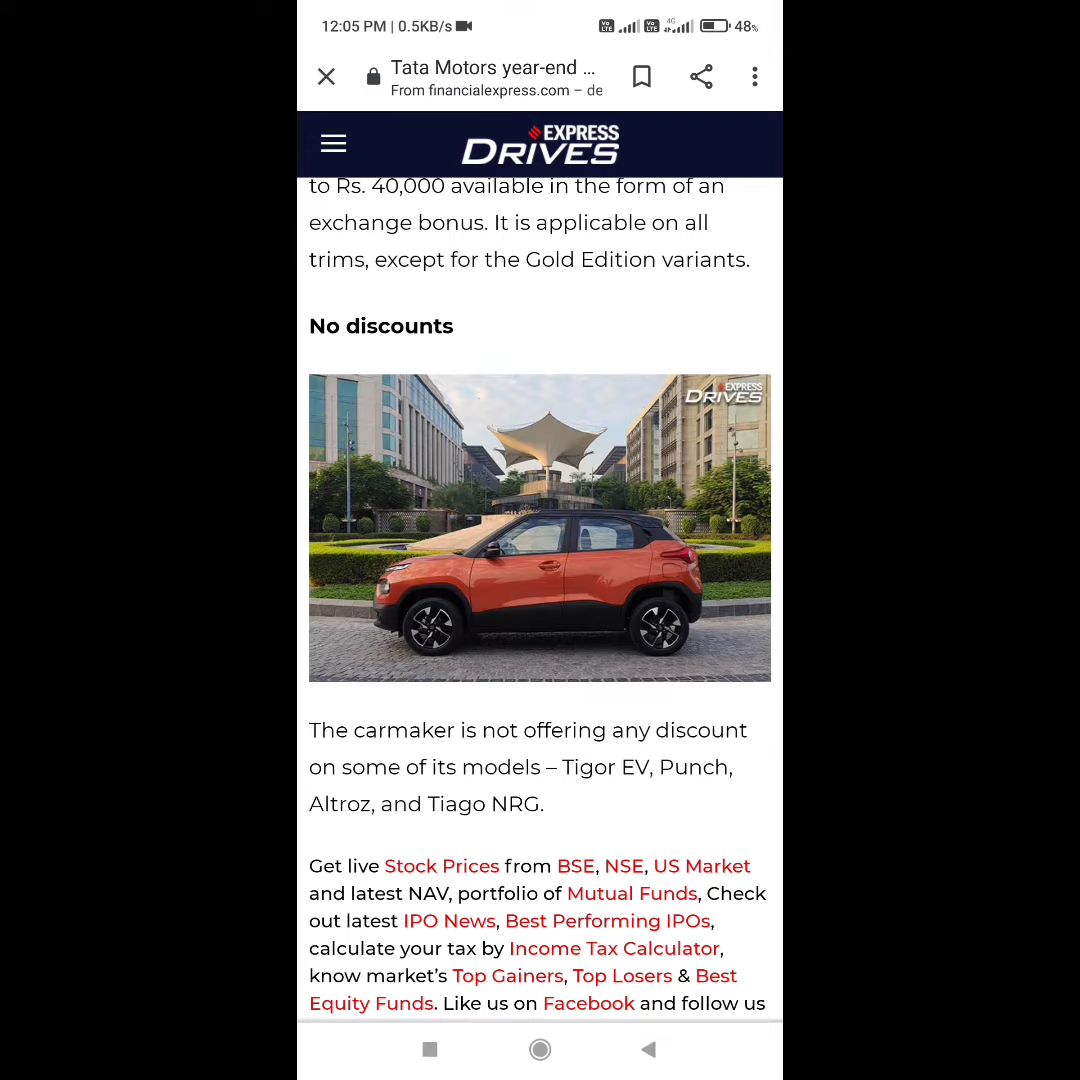 12:05 PM | 0.5KB/s
Vo LTE Vo LTE 4G 48%
Tata Motors year-end ...
From financialexpress.com – de
EXPRESS
DRIVES
to Rs. 40,000 available in the form of an
exchange bonus. It is applicable on all
trims, except for the Gold Edition variants.
No discounts
EXPRESS
DRIVES
The carmaker is not offering any discount
on some of its models – Tigor EV, Punch,
Altroz, and Tiago NRG.
Get live Stock Prices from BSE, NSE, US Market
and latest NAV, portfolio of Mutual Funds, Check
out latest IPO News, Best Performing IPOs,
calculate your tax by Income Tax Calculator,
know market’s Top Gainers, Top Losers & Best
Equity Funds. Like us on Facebook and follow us